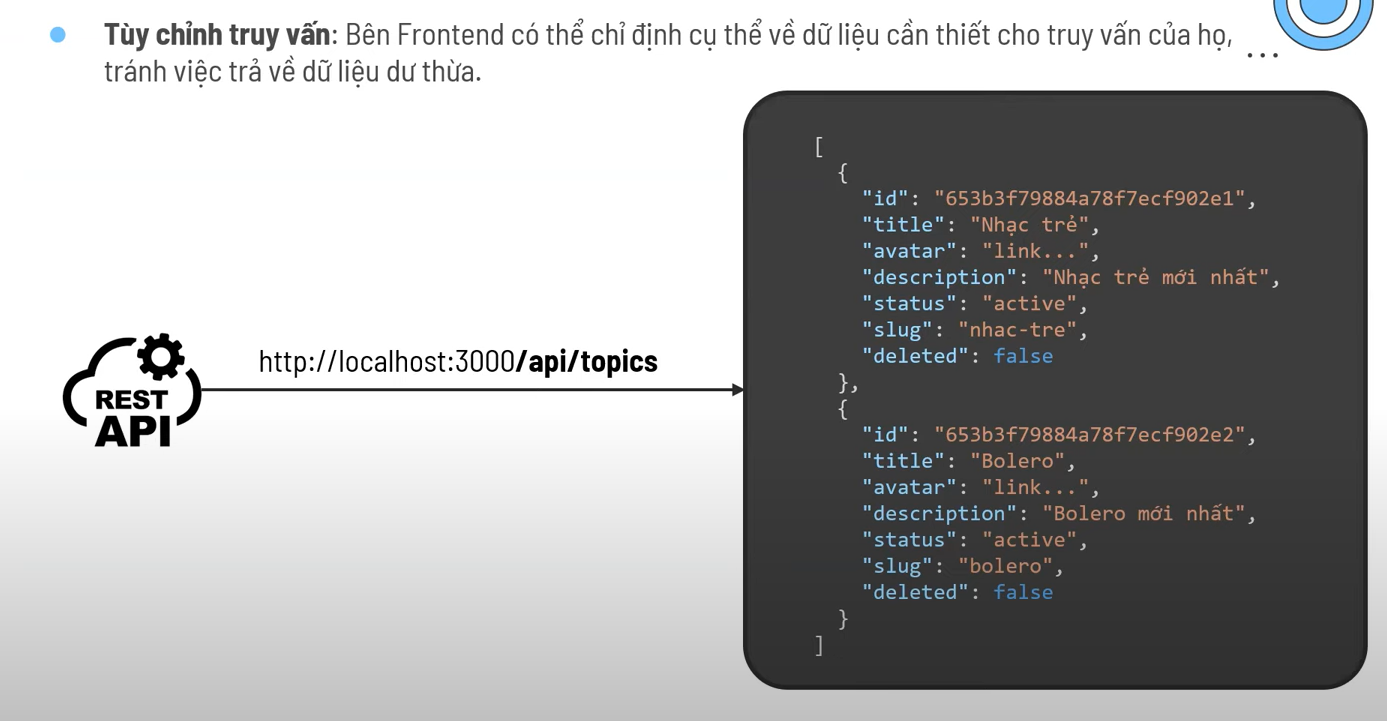 Tùy chỉnh truy vấn: Bên Frontend có thể chỉ định cụ thể về dữ liệu cần thiết cho truy vấn của họ,
tránh việc trả về dữ liệu dư thừa.
...
REST
API
http://localhost:3000/api/topics
[
{
"id": "653b3f79884a78f7ecf902e1",
"title": "Nhạc trẻ",
"avatar": "link...",
"description": "Nhạc trẻ mới nhất",
"status": "active",
"slug": "nhac-tre",
"deleted": false
},
{
"id": "653b3f79884a78f7ecf902e2",
"title": "Bolero",
"avatar": "link...",
"description": "Bolero mới nhất",
"status": "active",
"slug": "bolero",
"deleted": false
}
]